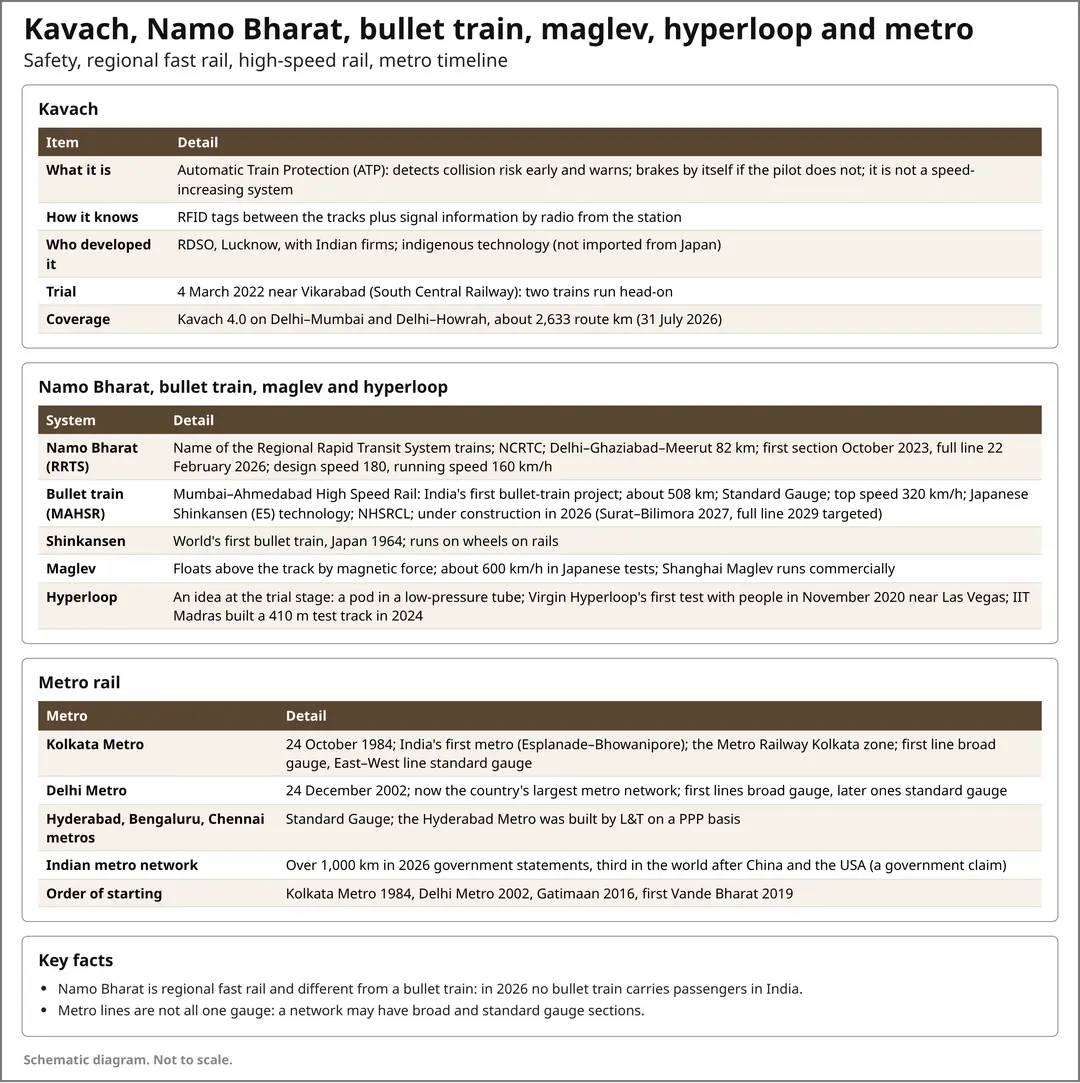 Kavach, Namo Bharat, bullet train, maglev, hyperloop and metro
Safety, regional fast rail, high-speed rail, metro timeline
Kavach
Item Detail
What it is Automatic Train Protection (ATP): detects collision risk early and warns; brakes by itself if the pilot does not; it is not a speed-
increasing system
How it knows RFID tags between the tracks plus signal information by radio from the station
Who developed RDSO, Lucknow, with Indian firms; indigenous technology (not imported from Japan)
it
Trial 4 March 2022 near Vikarabad (South Central Railway): two trains run head-on
Coverage Kavach 4.0 on Delhi–Mumbai and Delhi–Howrah, about 2,633 route km (31 July 2026)
Namo Bharat, bullet train, maglev and hyperloop
System Detail
Namo Bharat Name of the Regional Rapid Transit System trains; NCRTC; Delhi–Ghaziabad–Meerut 82 km; first section October 2023, full line 22
(RRTS) February 2026; design speed 180, running speed 160 km/h
Bullet train Mumbai–Ahmedabad High Speed Rail: India's first bullet-train project; about 508 km; Standard Gauge; top speed 320 km/h; Japanese
(MAHSR) Shinkansen (E5) technology; NHSRCL; under construction in 2026 (Surat–Bilimora 2027, full line 2029 targeted)
Shinkansen World's first bullet train, Japan 1964; runs on wheels on rails
Maglev Floats above the track by magnetic force; about 600 km/h in Japanese tests; Shanghai Maglev runs commercially
Hyperloop An idea at the trial stage: a pod in a low-pressure tube; Virgin Hyperloop's first test with people in November 2020 near Las Vegas; IIT
Madras built a 410 m test track in 2024
Metro rail
Metro Detail
Kolkata Metro 24 October 1984; India's first metro (Esplanade–Bhowanipore); the Metro Railway Kolkata zone; first line broad
gauge, East–West line standard gauge
Delhi Metro 24 December 2002; now the country's largest metro network; first lines broad gauge, later ones standard gauge
Hyderabad, Bengaluru, Chennai Standard Gauge; the Hyderabad Metro was built by L&T on a PPP basis
metros
Indian metro network Over 1,000 km in 2026 government statements, third in the world after China and the USA (a government claim)
Order of starting Kolkata Metro 1984, Delhi Metro 2002, Gatimaan 2016, first Vande Bharat 2019
Key facts
• Namo Bharat is regional fast rail and different from a bullet train: in 2026 no bullet train carries passengers in India.
• Metro lines are not all one gauge: a network may have broad and standard gauge sections.
Schematic diagram. Not to scale.